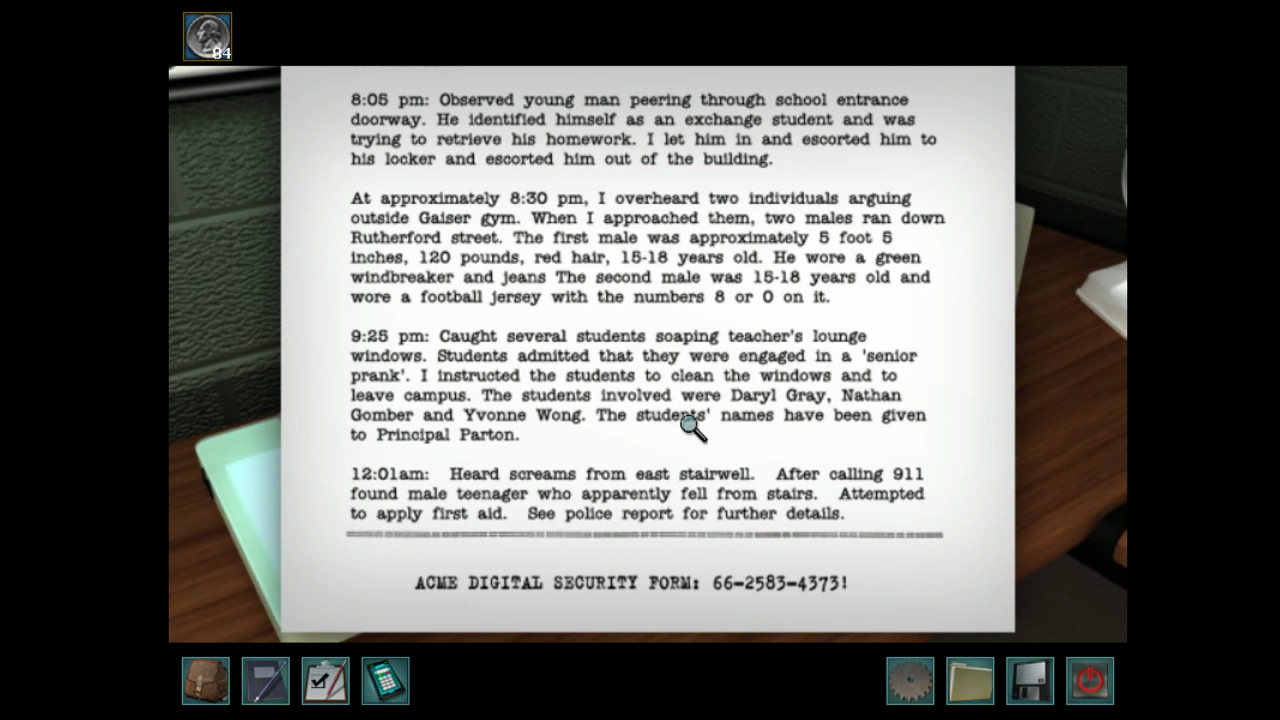 84
8:05 pm: Observed young man peering through school entrance
doorway. He identified himself as an exchange student and was
trying to retrieve his homework. I let him in and escorted him to
his locker and escorted him out of the building.
At approximately 8:30 pm, I overheard two individuals arguing
outside Gaiser gym. When I approached them, two males ran down
Rutherford street. The first male was approximately 5 foot 5
inches, 120 pounds, red hair, 15-18 years old. He wore a green
windbreaker and jeans The second male was 15-18 years old and
wore a football jersey with the numbers 8 or 0 on it.
9:25 pm: Caught several students soaping teacher's lounge
windows. Students admitted that they were engaged in a 'senior
prank'. I instructed the students to clean the windows and to
leave campus. The students involved were Daryl Gray, Nathan
Gomber and Yvonne Wong. The students' names have been given
to Principal Parton.
12:01am: Heard screams from east stairwell. After calling 911
found male teenager who apparently fell from stairs. Attempted
to apply first aid. See police report for further details.
ACME DIGITAL SECURITY FORM: 66-2583-4373!